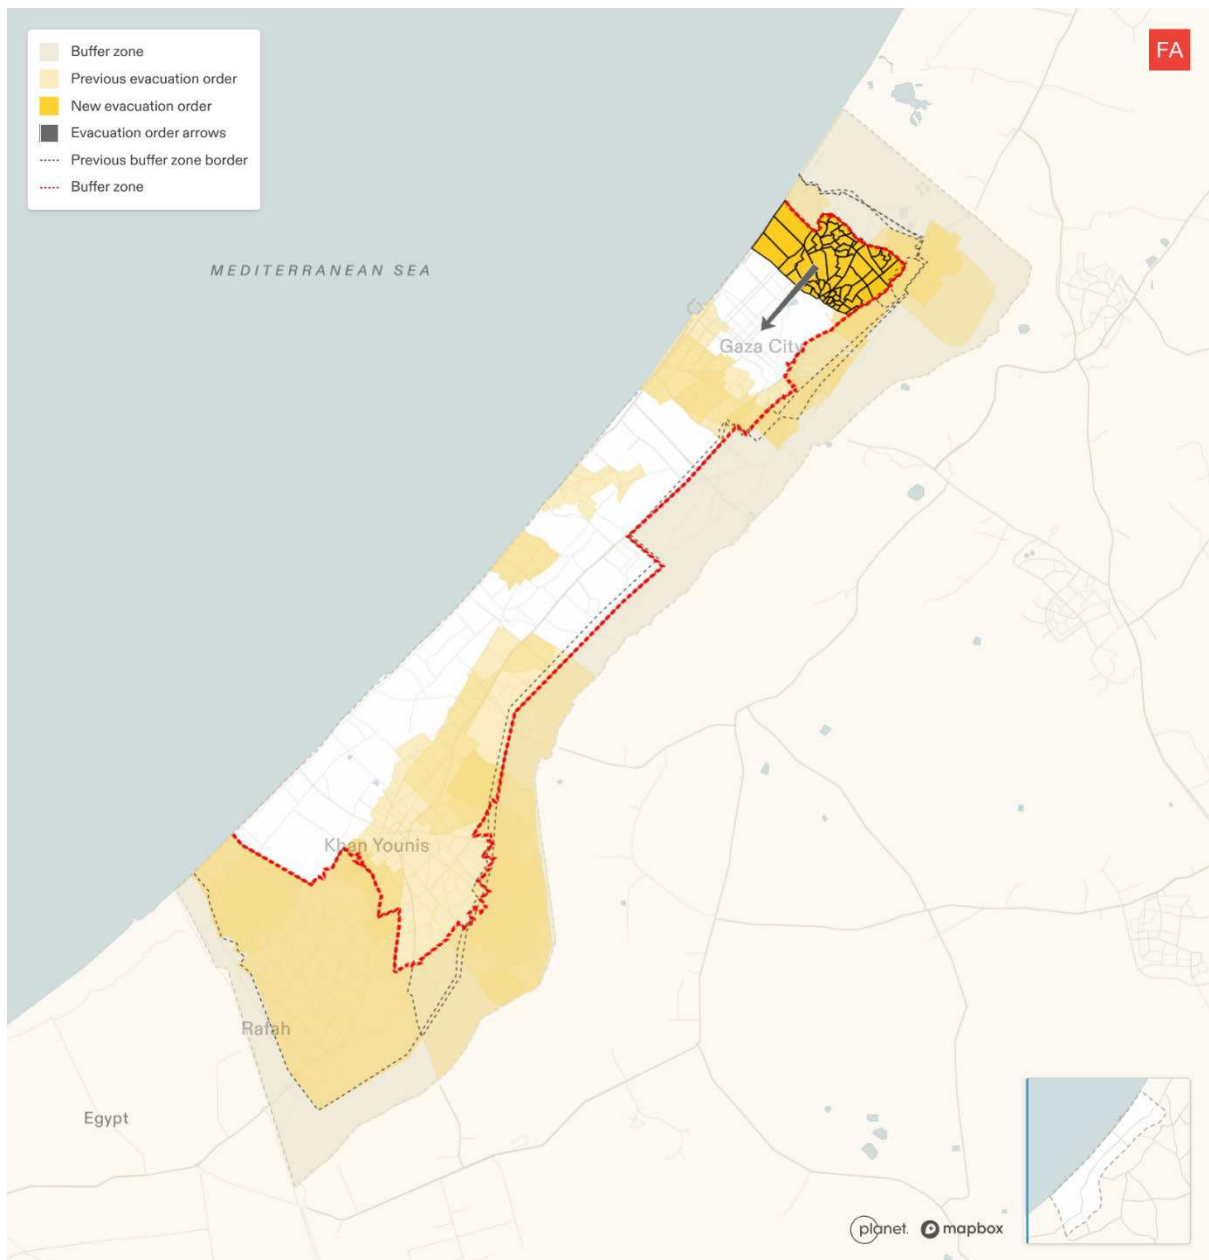 Buffer zone
Previous evacuation order
New evacuation order
Evacuation order arrows
Previous buffer zone border
Buffer zone
FA
MEDITERRANEAN SEA
Gaza City
Khan Younis
Rafah
Egypt
planet.
mapbox